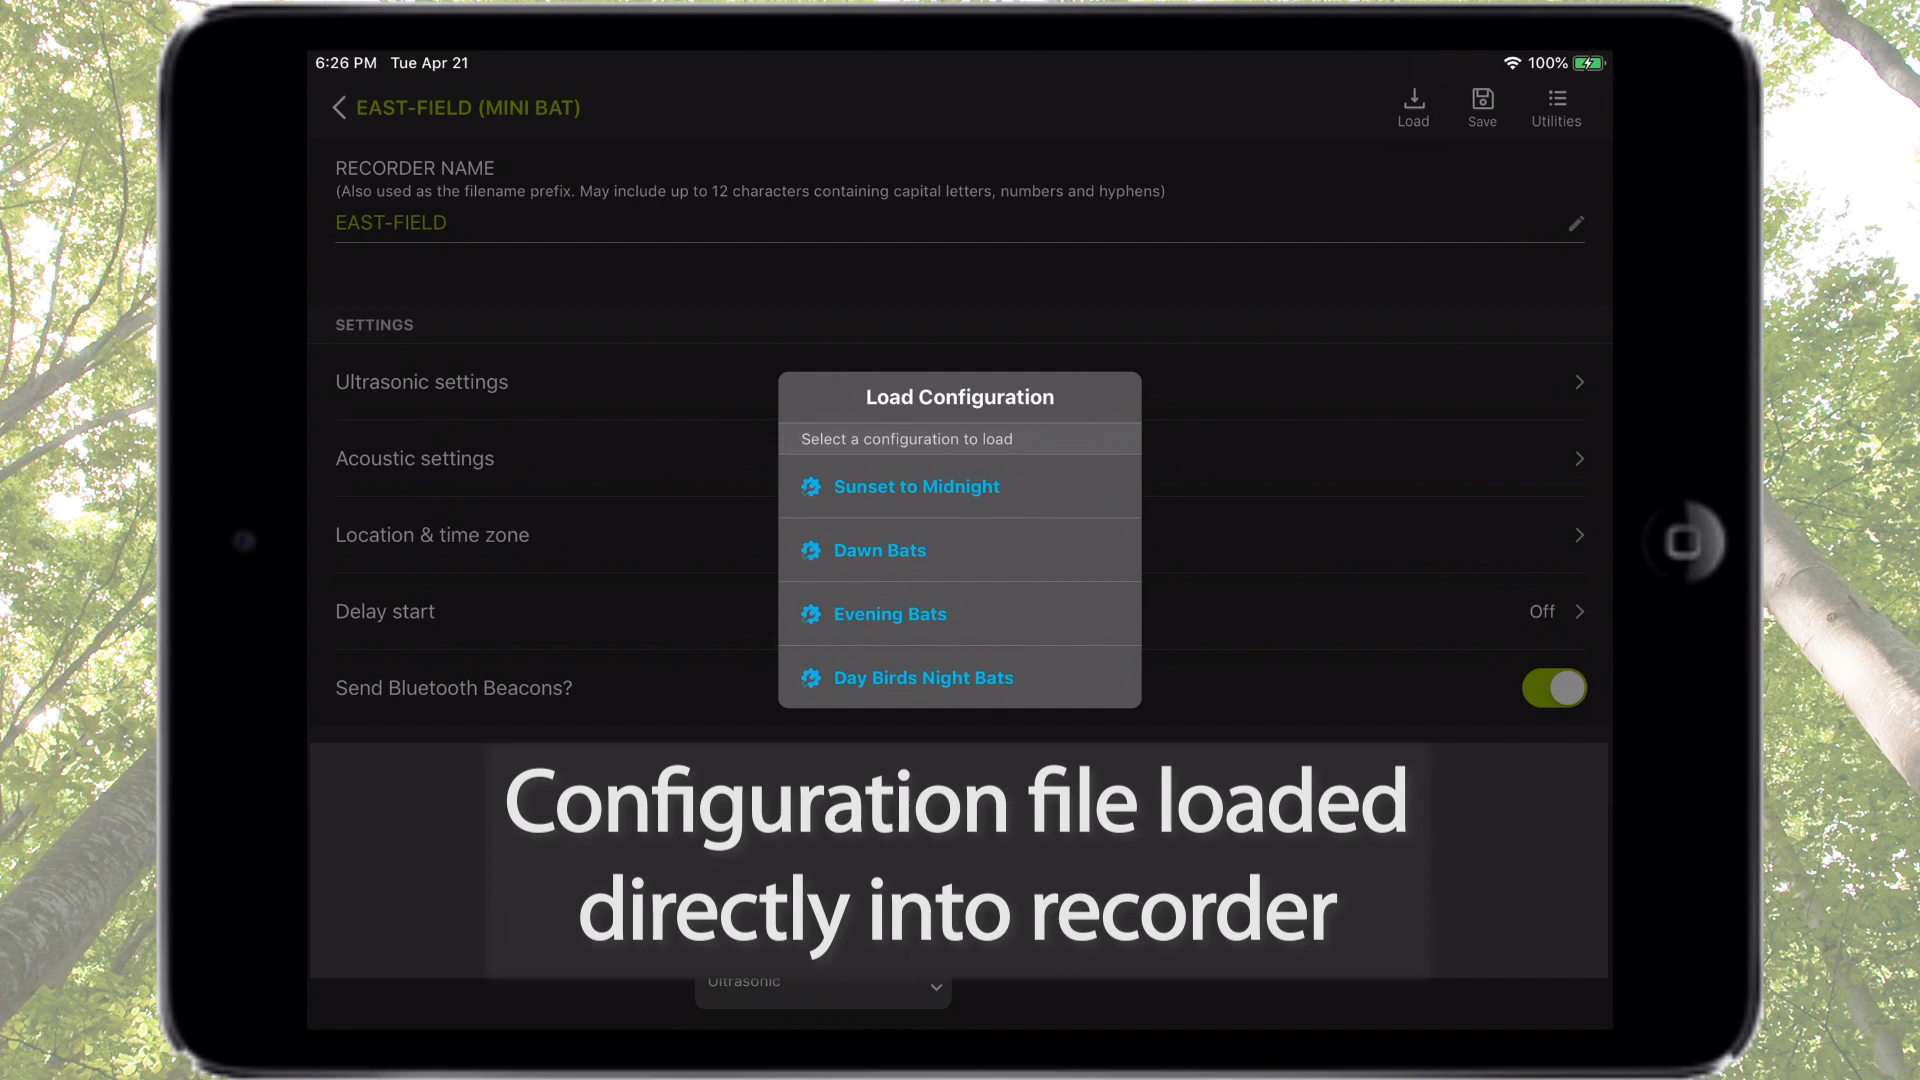 6:26 PM Tue Apr 21
100%
EAST-FIELD (MINI BAT)
Load
Save
Utilities
RECORDER NAME
(Also used as the filename prefix. May include up to 12 characters containing capital letters, numbers and hyphens)
EAST-FIELD
SETTINGS
Ultrasonic settings
Acoustic settings
Location & time zone
Delay start
Off
Send Bluetooth Beacons?
Load Configuration
Select a configuration to load
Sunset to Midnight
Dawn Bats
Evening Bats
Day Birds Night Bats
Configuration file loaded
directly into recorder
Ultrasonic